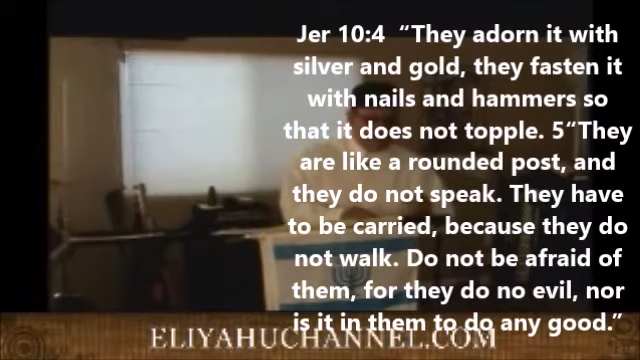 Jer 10:4  “They adorn it with
silver and gold, they fasten it
with nails and hammers so
that it does not topple. 5“They
are like a rounded post, and
they do not speak. They have
to be carried, because they do
not walk. Do not be afraid of
them, for they do no evil, nor
is it in them to do any good.”
ELIYAHUCHANNEL.COM